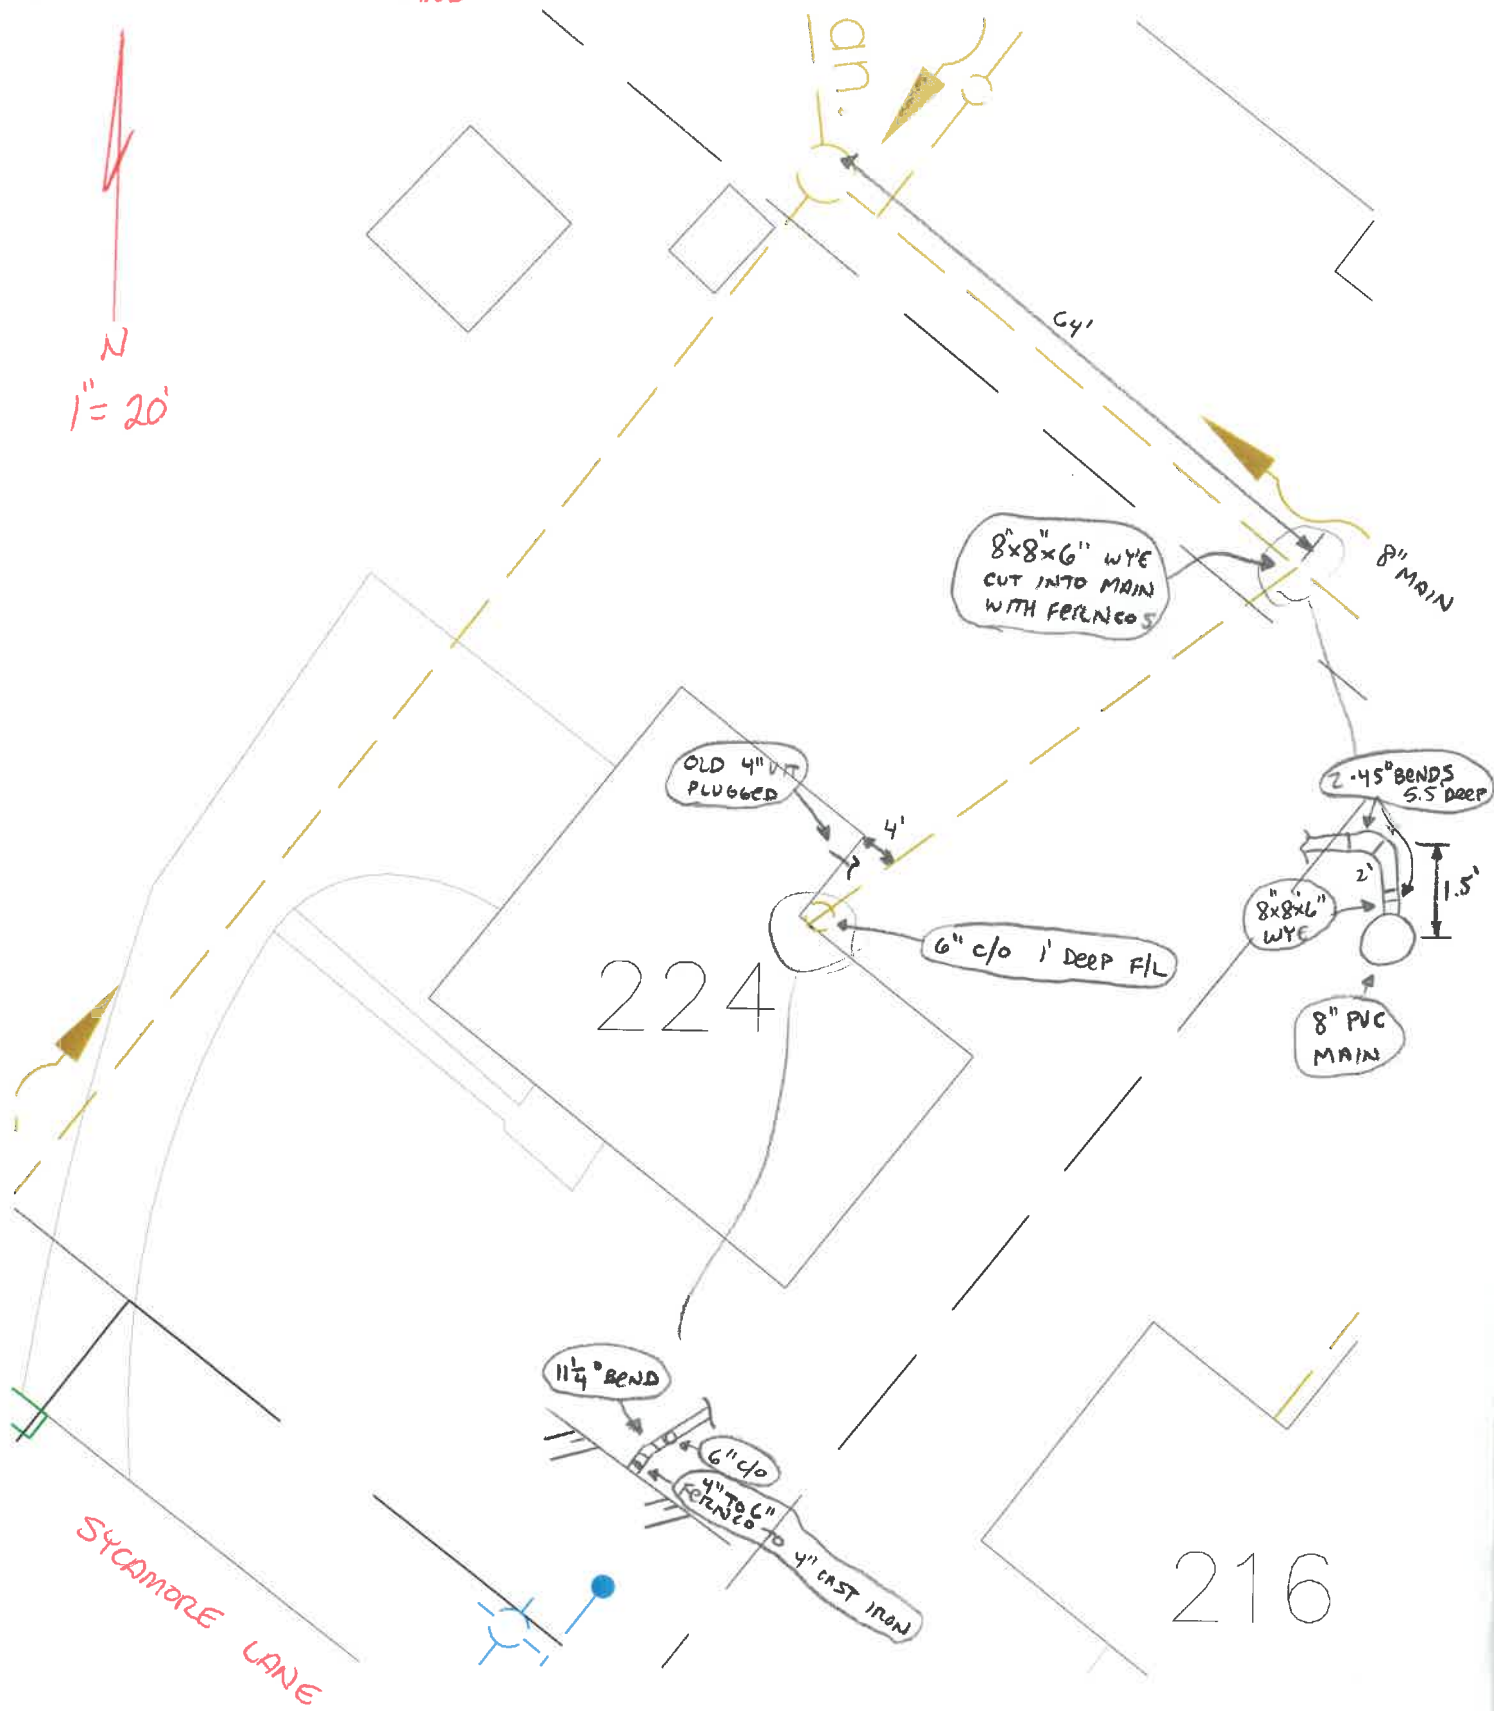 an.
N
1"= 20'
64'
8"x8"x6" WYE
CUT INTO MAIN
WITH FERNCOS
8" MAIN
OLD 4" VIT
PLUGGED
4'
2-45° BENDS
5.5' DEEP
2'
1.5'
8"x8"x6"
WYE
6" C/O 1' DEEP F/L
224
8" PVC
MAIN
11¼° BEND
6" C/O
4" TO 6"
FERNCO TO
4" CAST IRON
216
SYCAMORE LANE